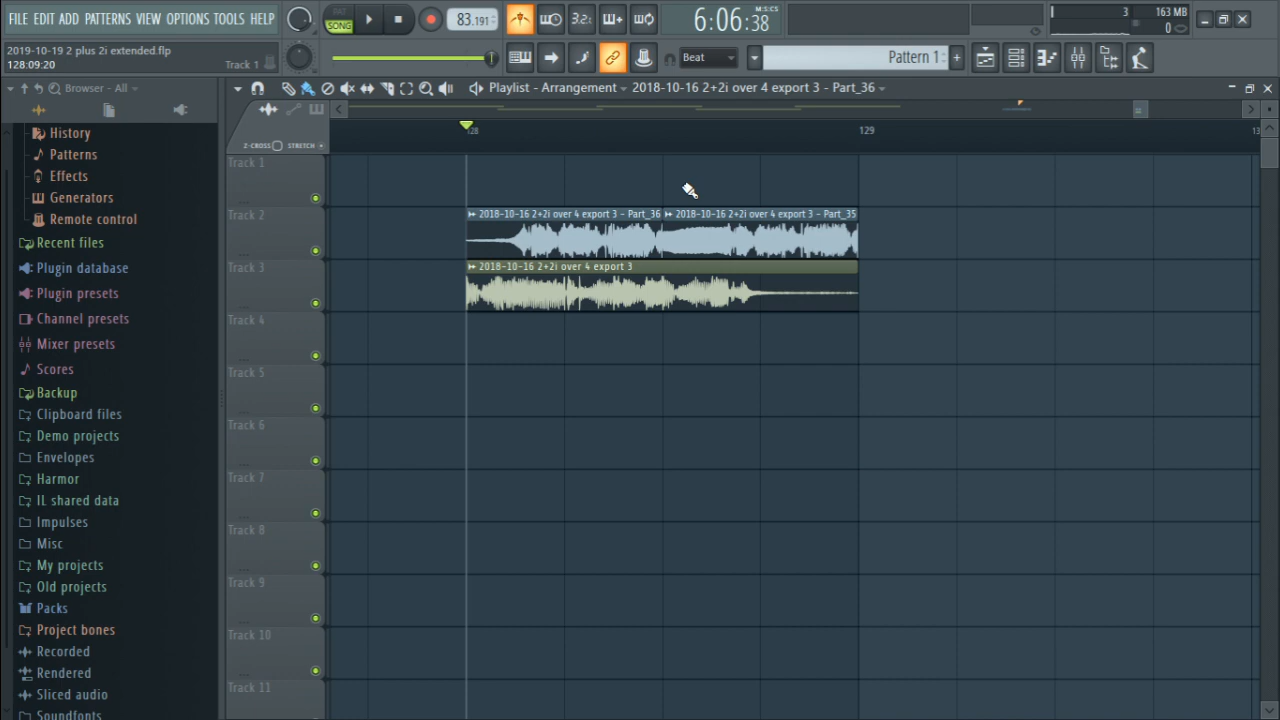 FILE EDIT ADD PATTERNS VIEW OPTIONS TOOLS HELP
PAT
SONG
83.191
3.2.
6:06:38
M:S:CS
3
163 MB
0
2019-10-19 2 plus 2i extended.flp
128:09:20
Track 1
Beat
Pattern 1
Browser - All
Playlist - Arrangement
2018-10-16 2+2i over 4 export 3 - Part_36
128
129
13
Z-CROSS
STRETCH
History
Patterns
Effects
Generators
Remote control
Recent files
Plugin database
Plugin presets
Channel presets
Mixer presets
Scores
Backup
Clipboard files
Demo projects
Envelopes
Harmor
IL shared data
Impulses
Misc
My projects
Old projects
Packs
Project bones
Recorded
Rendered
Sliced audio
Soundfonts
Track 1
Track 2
2018-10-16 2+2i over 4 export 3 - Part_36
2018-10-16 2+2i over 4 export 3 - Part_35
Track 3
2018-10-16 2+2i over 4 export 3
Track 4
Track 5
Track 6
Track 7
Track 8
Track 9
Track 10
Track 11